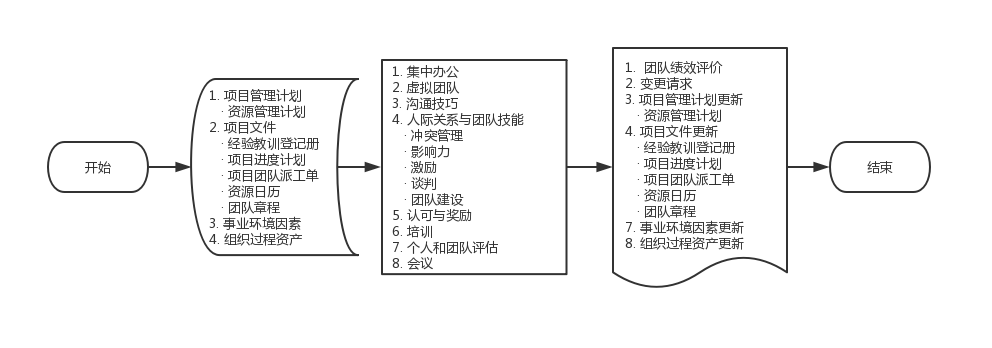 开始
1. 项目管理计划
· 资源管理计划
2. 项目文件
· 经验教训登记册
· 项目进度计划
· 项目团队派工单
· 资源日历
· 团队章程
3. 事业环境因素
4. 组织过程资产
1. 集中办公
2. 虚拟团队
3. 沟通技巧
4. 人际关系与团队技能
· 冲突管理
· 影响力
· 激励
· 谈判
· 团队建设
5. 认可与奖励
6. 培训
7. 个人和团队评估
8. 会议
1. 团队绩效评价
2. 变更请求
3. 项目管理计划更新
· 资源管理计划
4. 项目文件更新
· 经验教训登记册
· 项目进度计划
· 项目团队派工单
· 资源日历
· 团队章程
7. 事业环境因素更新
8. 组织过程资产更新
结束